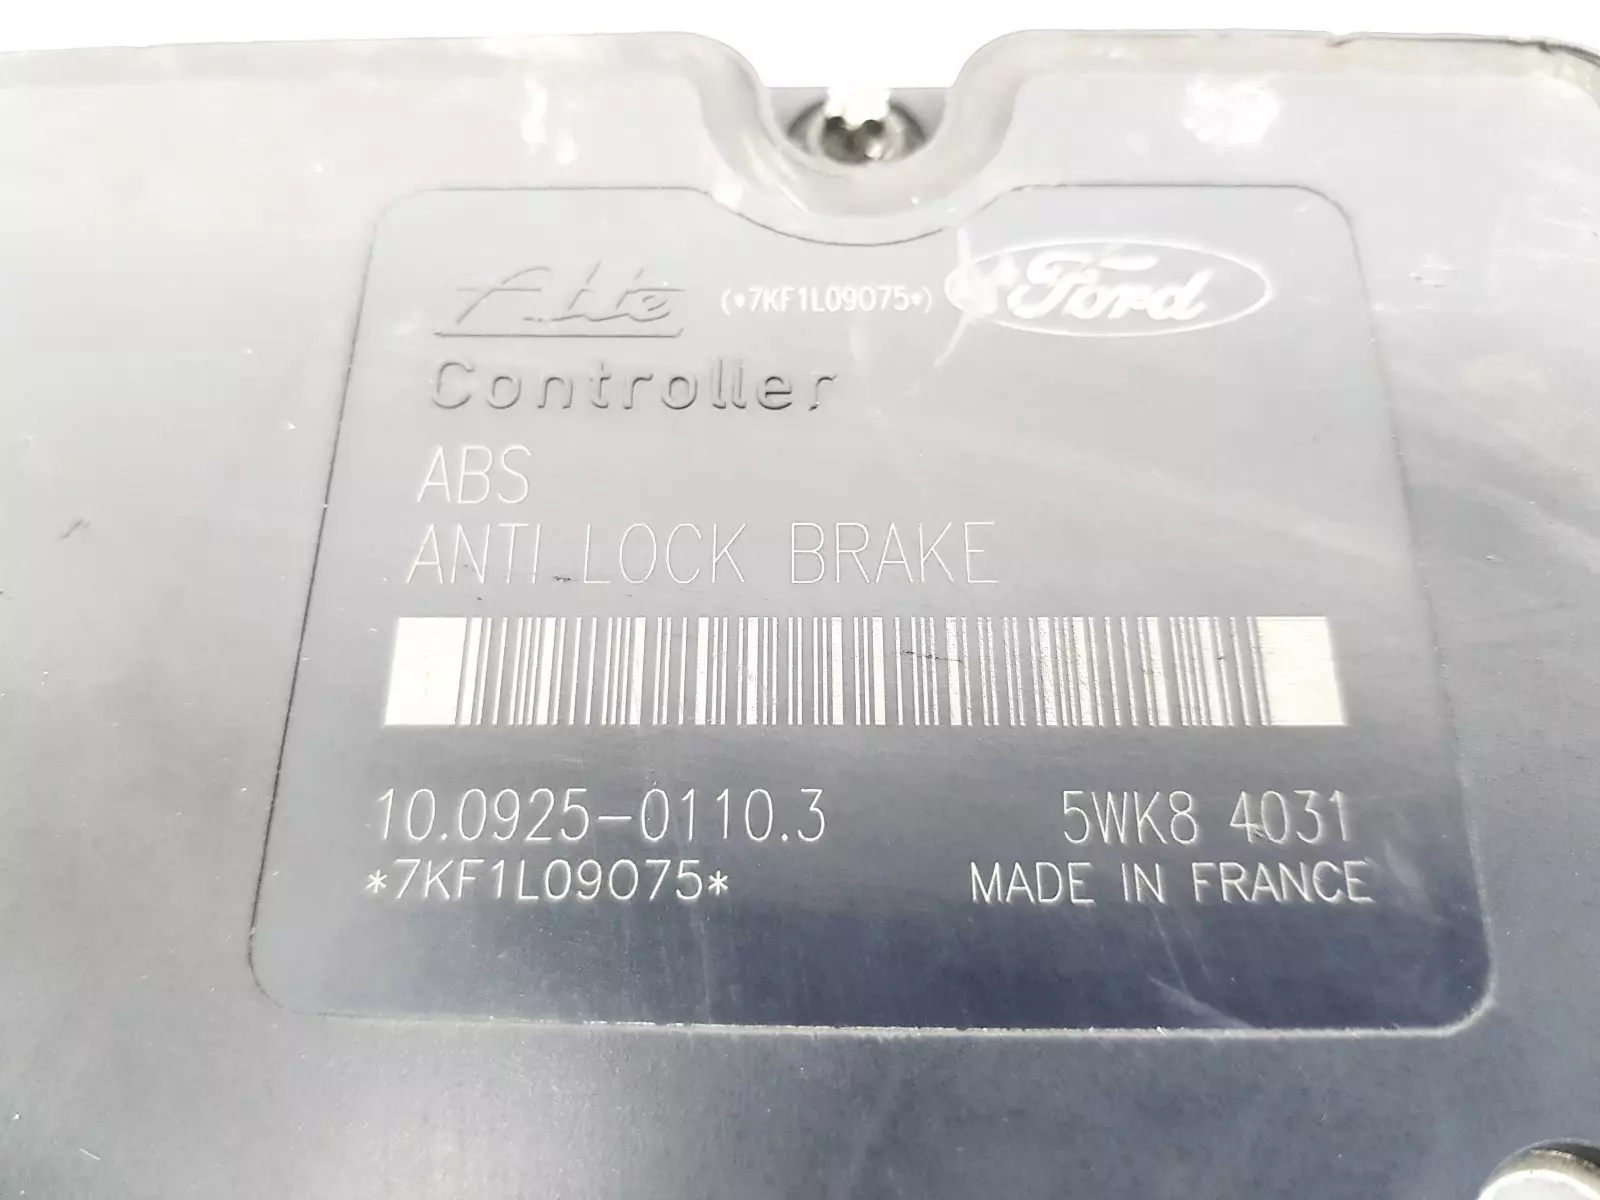 Ate (*7KF1L09075*) Ford
Controller
ABS
ANTI LOCK BRAKE
10.0925-0110.3 5WK8 4031
*7KF1L09075* MADE IN FRANCE